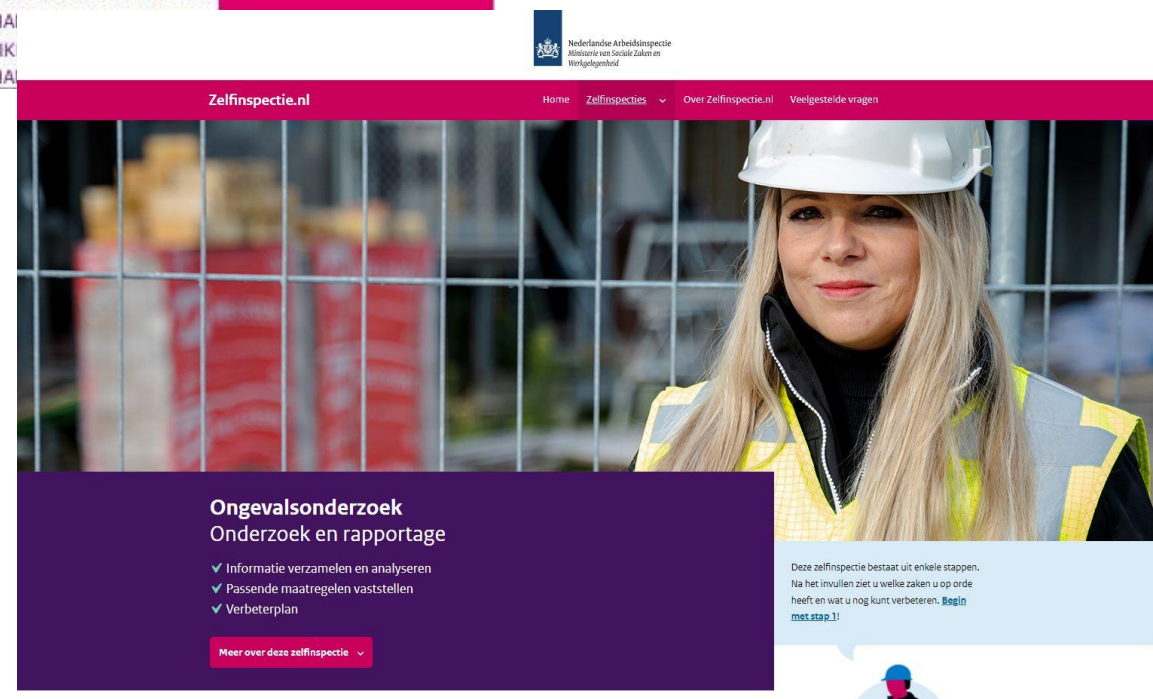 Nederlandse Arbeidsinspectie
Ministerie van Sociale Zaken en
Werkgelegenheid
Zelfinspectie.nl
Home Zelfinspecties Over Zelfinspectie.nl Veelgestelde vragen
Ongevalsonderzoek
Onderzoek en rapportage
Informatie verzamelen en analyseren
Passende maatregelen vaststellen
Verbeterplan
Meer over deze zelfinspectie
Deze zelfinspectie bestaat uit enkele stappen.
Na het invullen ziet u welke zaken u op orde
heeft en wat u nog kunt verbeteren. Begin
met stap 1!